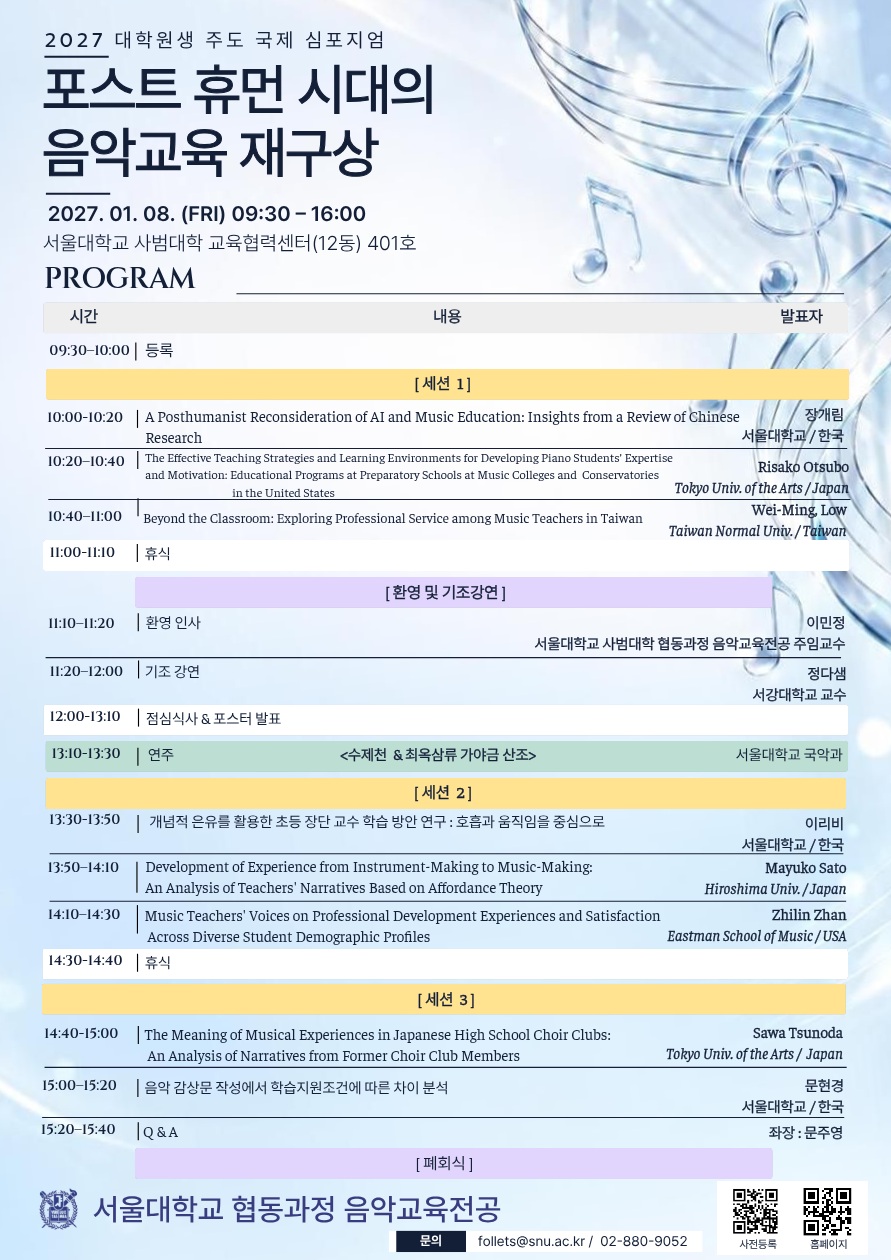 2027 대학원생 주도 국제 심포지엄
포스트 휴먼 시대의
음악교육 재구상
2027. 01. 08. (FRI) 09:30 – 16:00
서울대학교 사범대학 교육협력센터(12동) 401호
PROGRAM
시간 내용 발표자
09:30–10:00 | 등록
[ 세션 1 ]
10:00-10:20 | A Posthumanist Reconsideration of AI and Music Education: Insights from a Review of Chinese 장개림
Research 서울대학교 / 한국
10:20–10:40 | The Effective Teaching Strategies and Learning Environments for Developing Piano Students' Expertise
and Motivation: Educational Programs at Preparatory Schools at Music Colleges and Conservatories Risako Otsubo
in the United States Tokyo Univ. of the Arts / Japan
10:40–11:00 | Beyond the Classroom: Exploring Professional Service among Music Teachers in Taiwan Wei-Ming, Low
Taiwan Normal Univ. / Taiwan
11:00-11:10 | 휴식
[ 환영 및 기조강연 ]
11:10–11:20 | 환영 인사 이민정
서울대학교 사범대학 협동과정 음악교육전공 주임교수
11:20–12:00 | 기조 강연 정다샘
서강대학교 교수
12:00-13:10 | 점심식사 & 포스터 발표
13:10-13:30 | 연주 <수제천 & 최옥삼류 가야금 산조> 서울대학교 국악과
[ 세션 2 ]
13:30-13:50 | 개념적 은유를 활용한 초등 장단 교수 학습 방안 연구 : 호흡과 움직임을 중심으로 이리비
서울대학교 / 한국
13:50–14:10 | Development of Experience from Instrument-Making to Music-Making: Mayuko Sato
An Analysis of Teachers' Narratives Based on Affordance Theory Hiroshima Univ. / Japan
14:10–14:30 | Music Teachers' Voices on Professional Development Experiences and Satisfaction Zhilin Zhan
Across Diverse Student Demographic Profiles Eastman School of Music / USA
14:30-14:40 | 휴식
[ 세션 3 ]
14:40-15:00 | The Meaning of Musical Experiences in Japanese High School Choir Clubs: Sawa Tsunoda
An Analysis of Narratives from Former Choir Club Members Tokyo Univ. of the Arts / Japan
15:00–15:20 | 음악 감상문 작성에서 학습지원조건에 따른 차이 분석 문현경
서울대학교 / 한국
15:20–15:40 | Q & A 좌장 : 문주영
[ 폐회식 ]
서울대학교 협동과정 음악교육전공
문의 follets@snu.ac.kr / 02-880-9052
사전등록 홈페이지